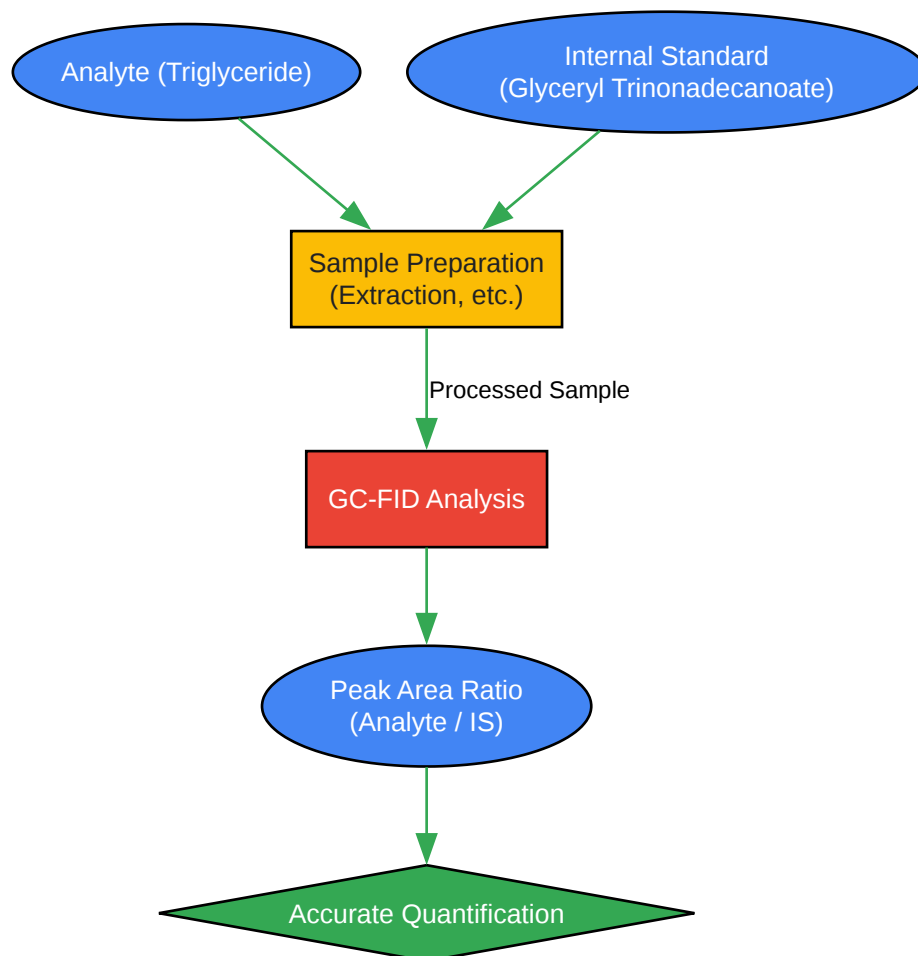 Analyte (Triglyceride)
Internal Standard
(Glyceryl Trinonadecanoate)
Sample Preparation
(Extraction, etc.)
Processed Sample
GC-FID Analysis
Peak Area Ratio
(Analyte / IS)
Accurate Quantification